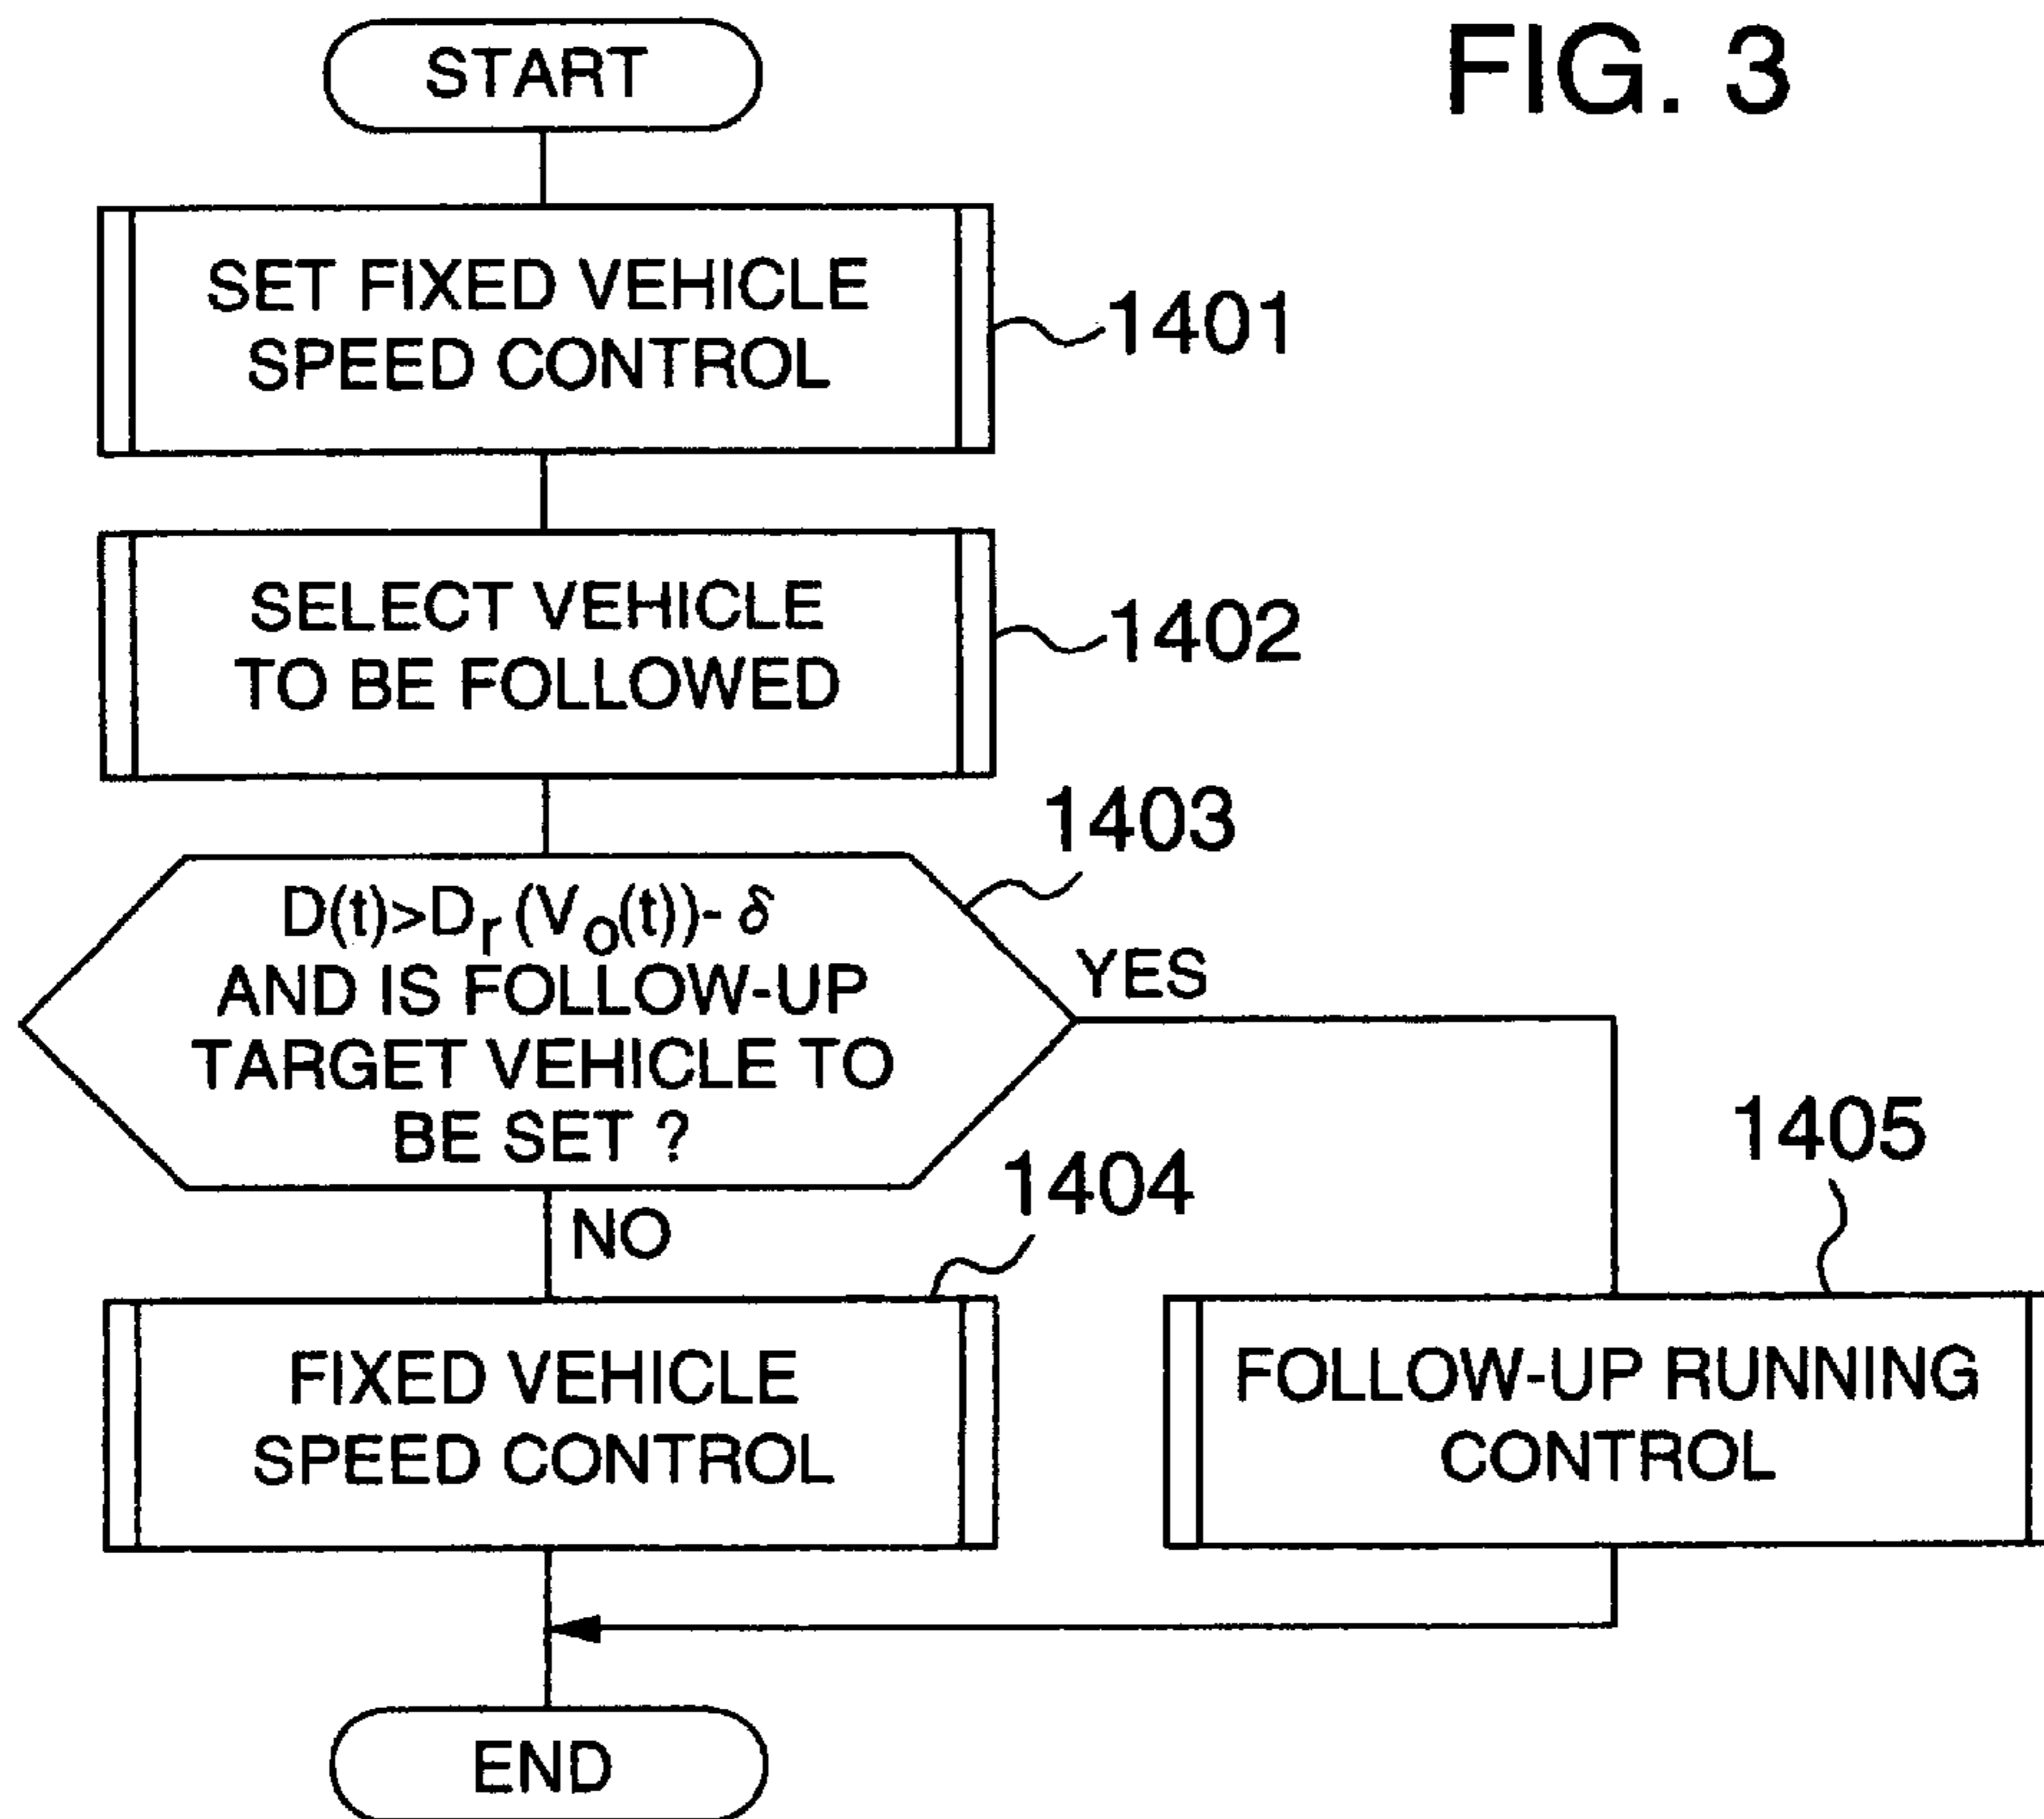 FIG. 3
START
SET FIXED VEHICLE
SPEED CONTROL
1401
SELECT VEHICLE
TO BE FOLLOWED
1402
1403
D(t)>Dr (Vo(t))- δ
AND IS FOLLOW-UP
TARGET VEHICLE TO
BE SET ?
YES
NO
1404
1405
FIXED VEHICLE
SPEED CONTROL
FOLLOW-UP RUNNING
CONTROL
END